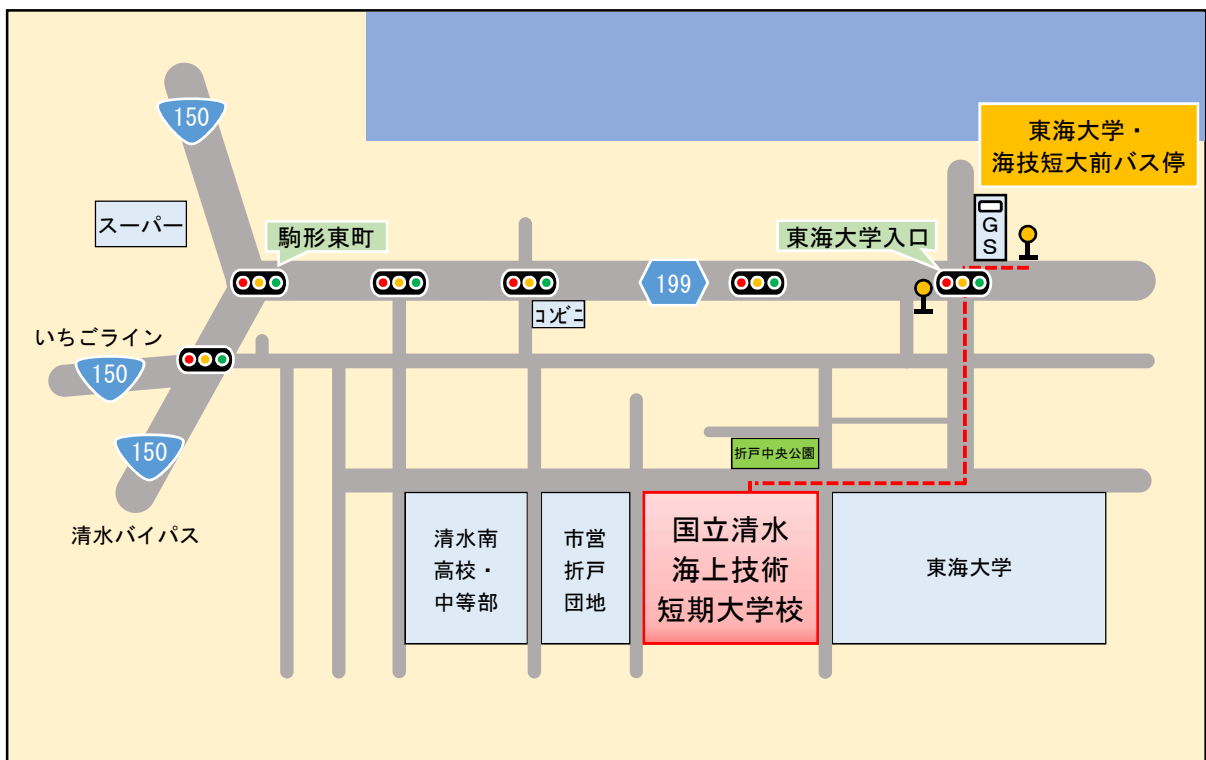 150
東海大学・
海技短大前バス停
スーパー
駒形東町
東海大学入口
G
S
199
コンビニ
いちごライン
150
150
清水バイパス
折戸中央公園
清水南
高校・
中等部
市営
折戸
団地
国立清水
海上技術
短期大学校
東海大学